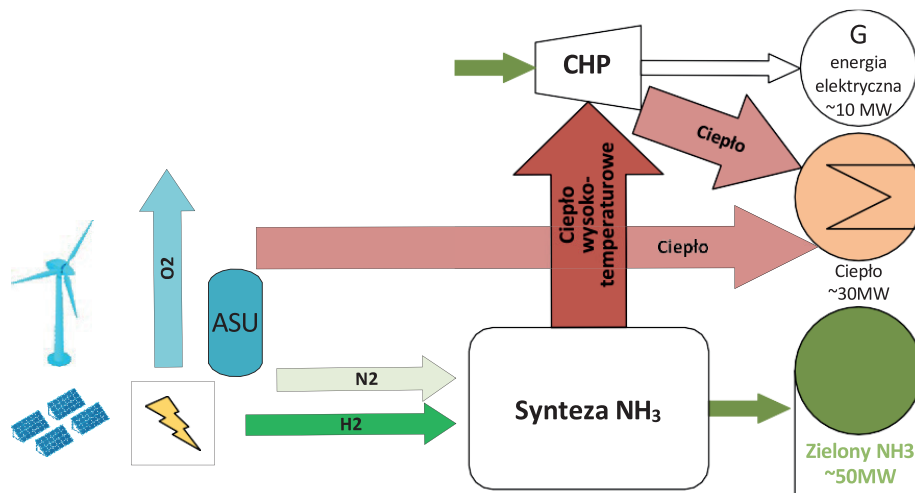 CHP
G
energia
elektryczna
~10 MW
Ciepło
Ciepło
wysoko-
temperaturowe
O2
Ciepło
Ciepło
~30MW
ASU
N2
H2
Synteza NH₃
Zielony NH3
~50MW